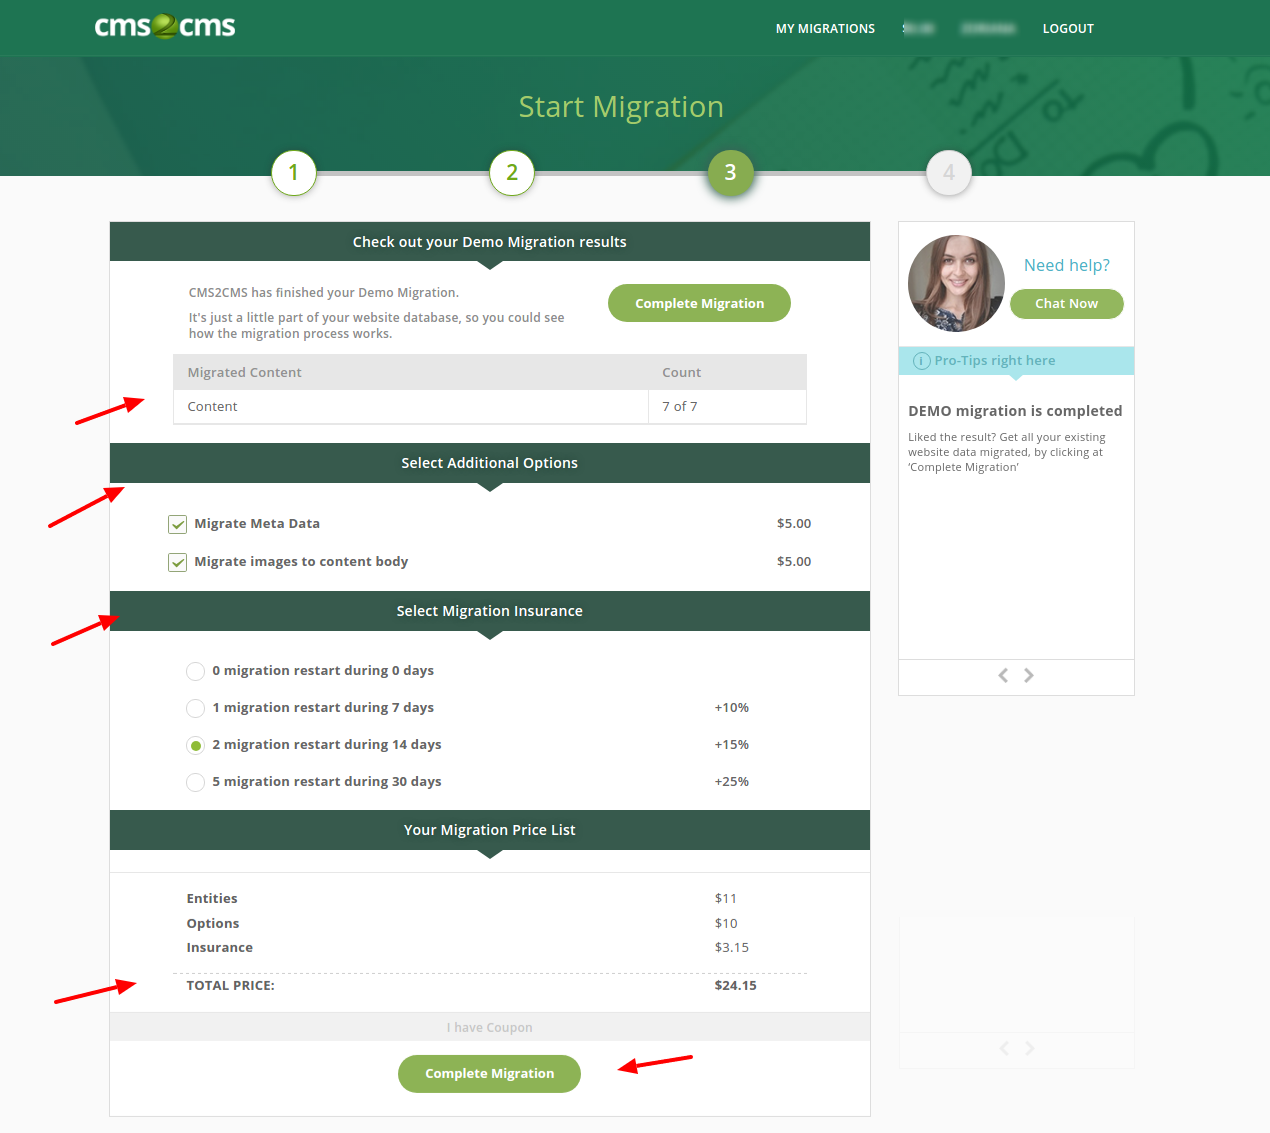 cms2cms
MY MIGRATIONS
LOGOUT
Start Migration
1
2
3
4
Check out your Demo Migration results
CMS2CMS has finished your Demo Migration.
It's just a little part of your website database, so you could see
how the migration process works.
Complete Migration
Migrated Content Count
Content 7 of 7
Select Additional Options
Migrate Meta Data $5.00
Migrate images to content body $5.00
Select Migration Insurance
0 migration restart during 0 days
1 migration restart during 7 days +10%
2 migration restart during 14 days +15%
5 migration restart during 30 days +25%
Your Migration Price List
Entities $11
Options $10
Insurance $3.15
TOTAL PRICE: $24.15
I have Coupon
Complete Migration
Need help?
Chat Now
i Pro-Tips right here
DEMO migration is completed
Liked the result? Get all your existing
website data migrated, by clicking at
'Complete Migration'